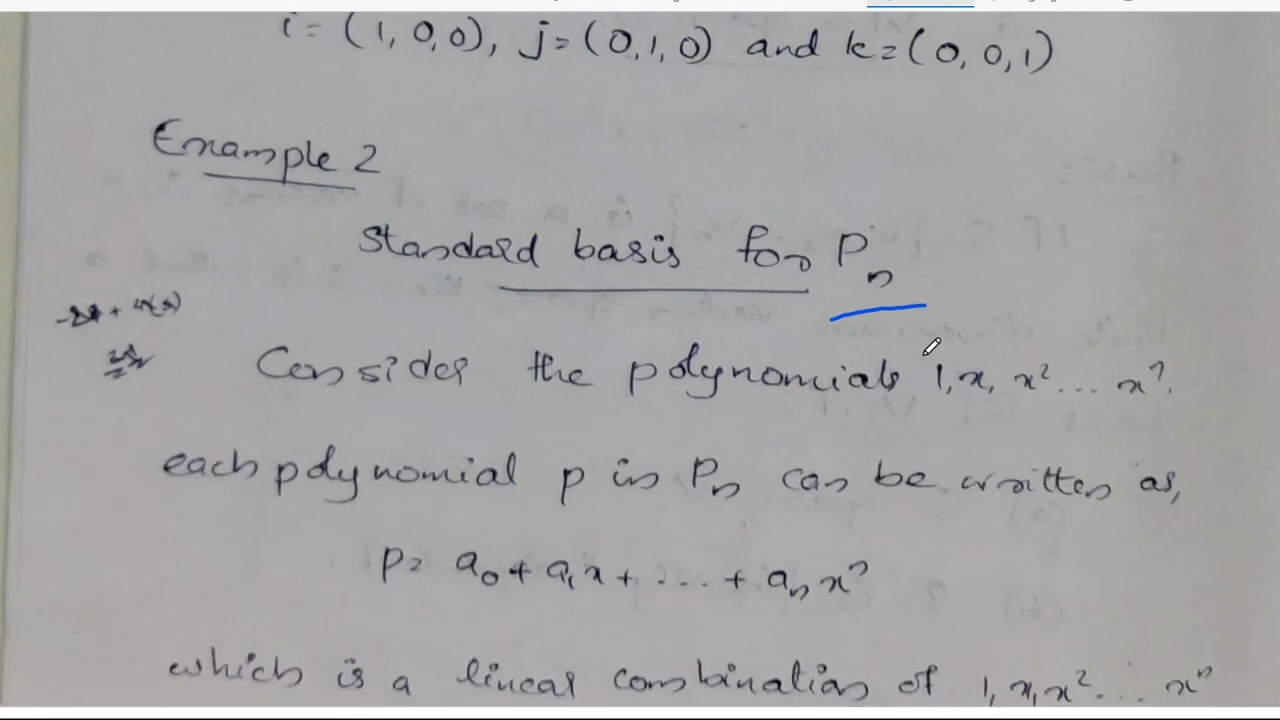 i = (1, 0, 0), j = (0, 1, 0) and k = (0, 0, 1)
Example 2
Standard basis for Pₙ
Consider the polynomials 1, x, x² ... xⁿ.
each polynomial p in Pₙ can be written as,
p = a₀ + a₁x + ... + aₙxⁿ
which is a linear combination of 1, x, x² ... xⁿ